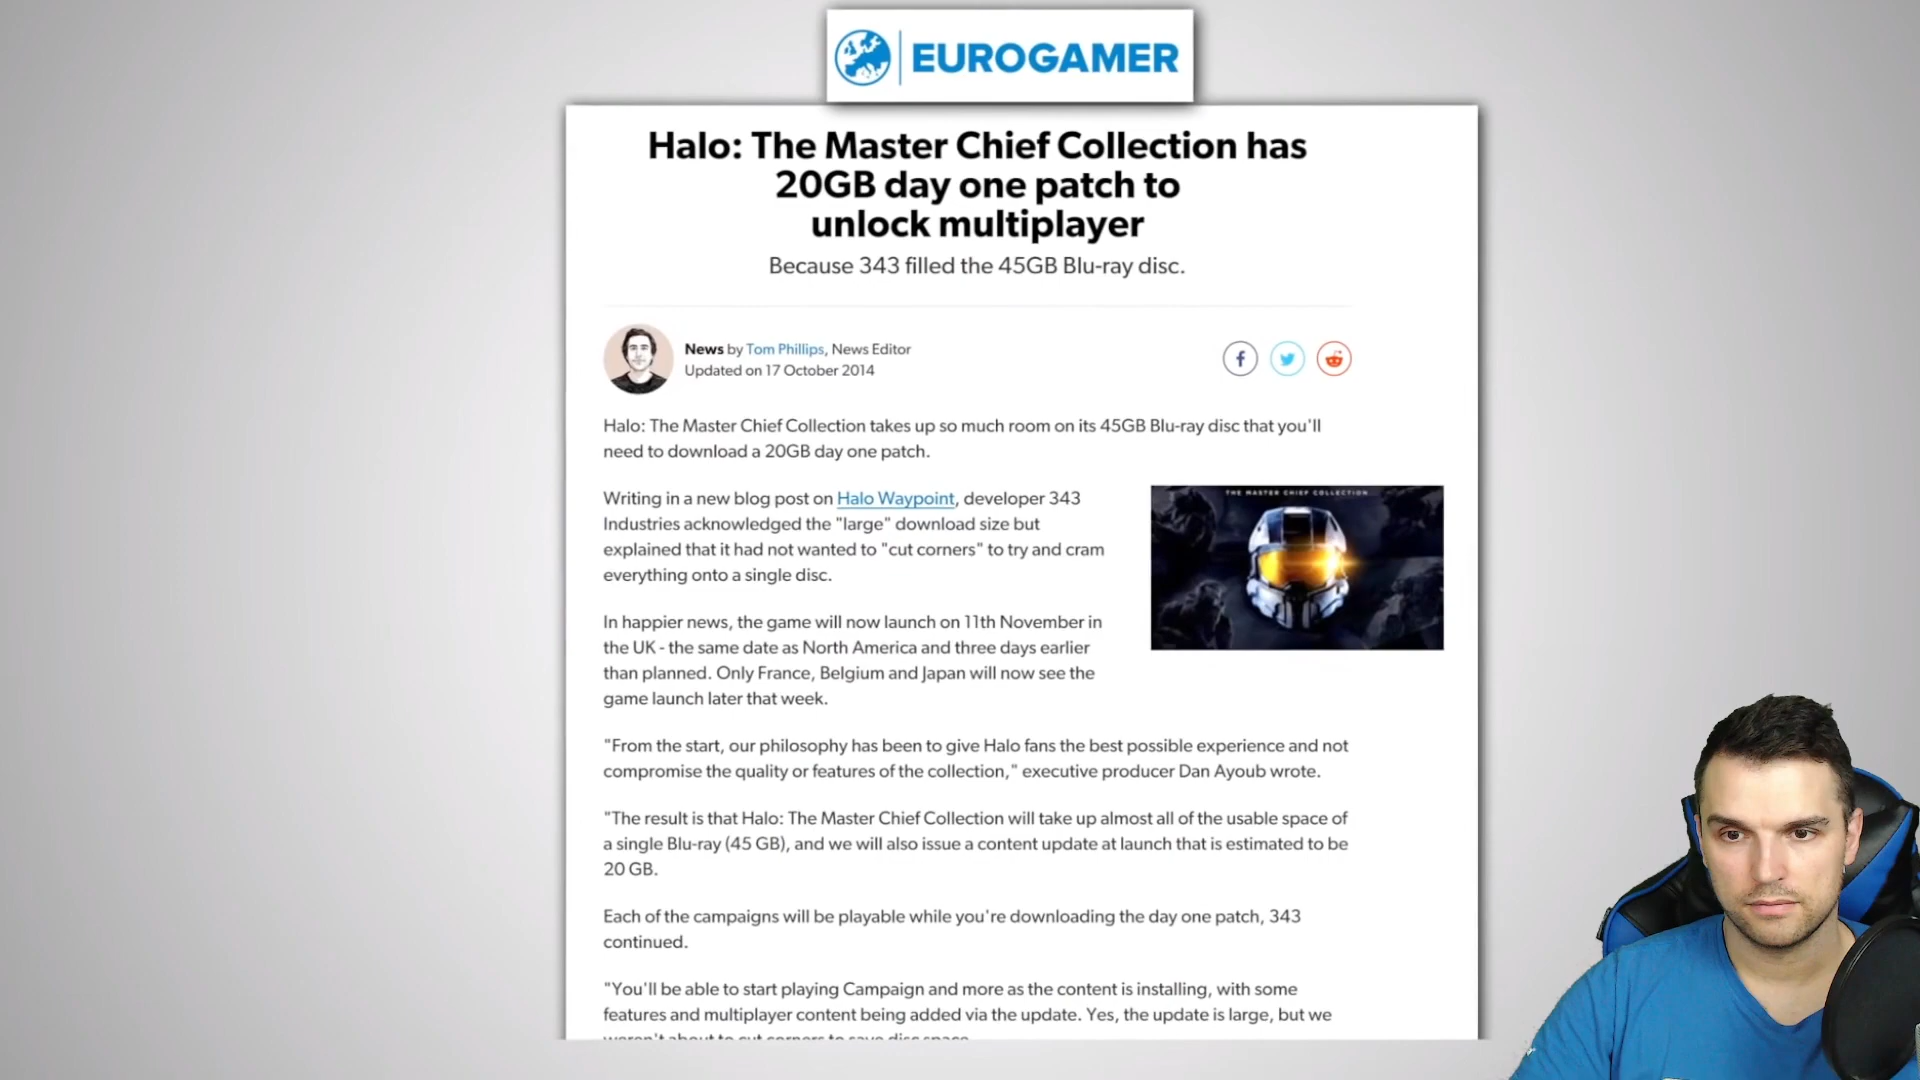 EUROGAMER
Halo: The Master Chief Collection has
20GB day one patch to
unlock multiplayer
Because 343 filled the 45GB Blu-ray disc.
News by Tom Phillips, News Editor
Updated on 17 October 2014
Halo: The Master Chief Collection takes up so much room on its 45GB Blu-ray disc that you'll
need to download a 20GB day one patch.
Writing in a new blog post on Halo Waypoint, developer 343
Industries acknowledged the "large" download size but
explained that it had not wanted to "cut corners" to try and cram
everything onto a single disc.
THE MASTER CHIEF COLLECTION
In happier news, the game will now launch on 11th November in
the UK - the same date as North America and three days earlier
than planned. Only France, Belgium and Japan will now see the
game launch later that week.
"From the start, our philosophy has been to give Halo fans the best possible experience and not
compromise the quality or features of the collection," executive producer Dan Ayoub wrote.
"The result is that Halo: The Master Chief Collection will take up almost all of the usable space of
a single Blu-ray (45 GB), and we will also issue a content update at launch that is estimated to be
20 GB.
Each of the campaigns will be playable while you're downloading the day one patch, 343
continued.
"You'll be able to start playing Campaign and more as the content is installing, with some
features and multiplayer content being added via the update. Yes, the update is large, but we
weren't about to cut corners to save disc space